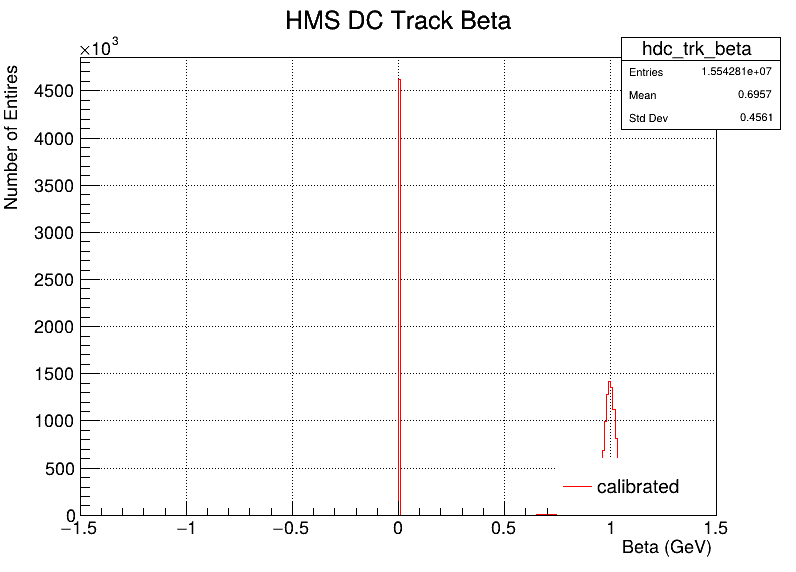 HMS DC Track Beta
×10³
hdc_trk_beta
Entries 1.554281e+07
Mean 0.6957
Std Dev 0.4561
Number of Entires
4500
4000
3500
3000
2500
2000
1500
1000
500
0
calibrated
−1.5 −1 −0.5 0 0.5 1 1.5
Beta (GeV)